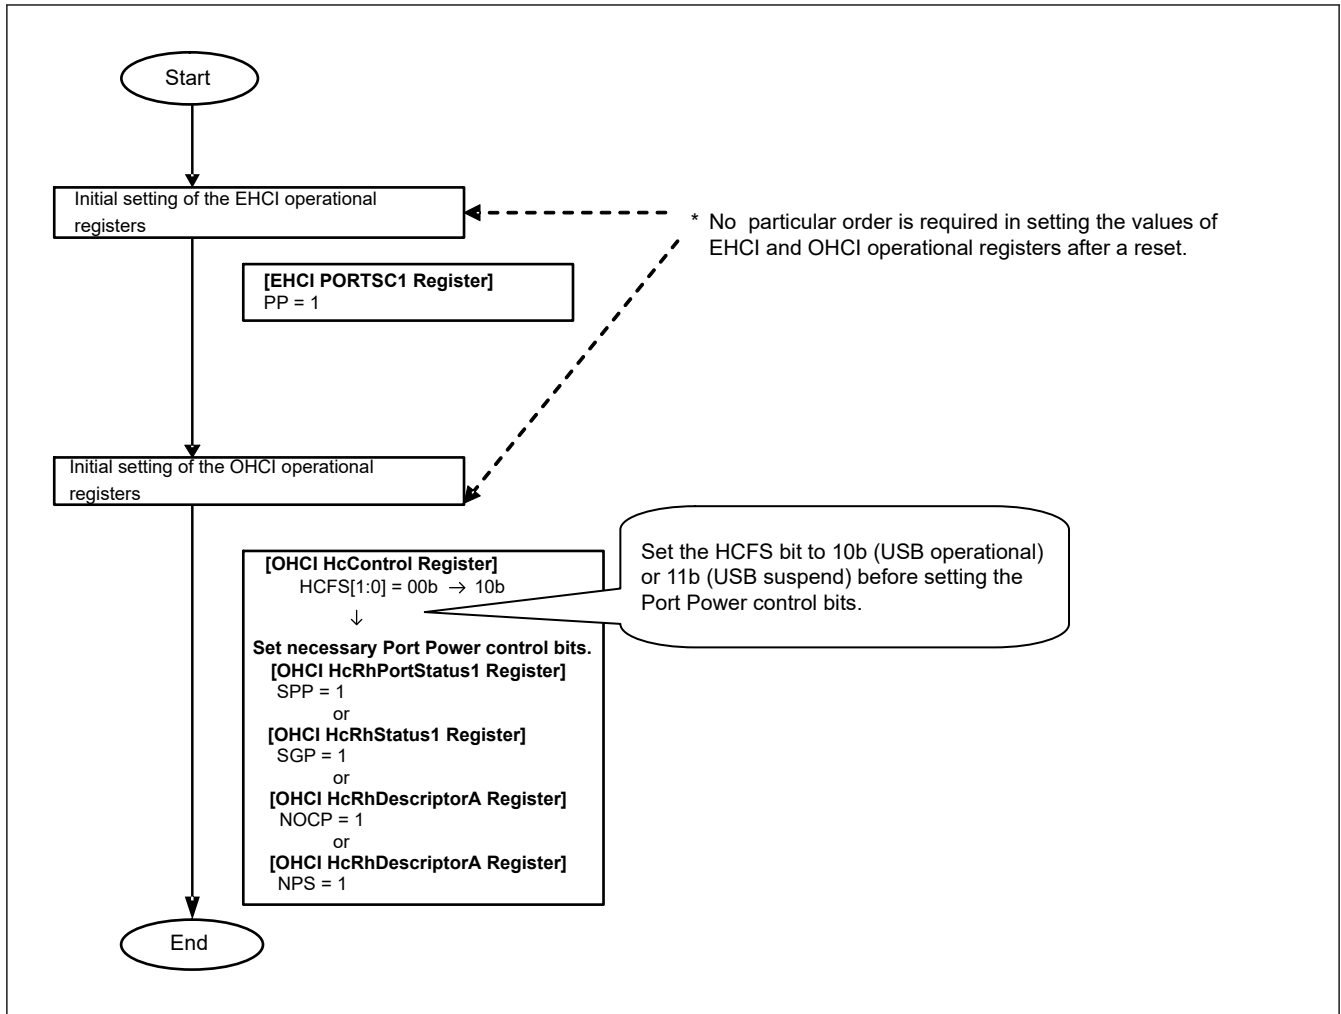 Start
Initial setting of the EHCI operational
registers
* No particular order is required in setting the values of
EHCI and OHCI operational registers after a reset.
[EHCI PORTSC1 Register]
PP = 1
Initial setting of the OHCI operational
registers
[OHCI HcControl Register]
HCFS[1:0] = 00b → 10b
↓
Set the HCFS bit to 10b (USB operational)
or 11b (USB suspend) before setting the
Port Power control bits.
Set necessary Port Power control bits.
[OHCI HcRhPortStatus1 Register]
SPP = 1
or
[OHCI HcRhStatus1 Register]
SGP = 1
or
[OHCI HcRhDescriptorA Register]
NOCP = 1
or
[OHCI HcRhDescriptorA Register]
NPS = 1
End